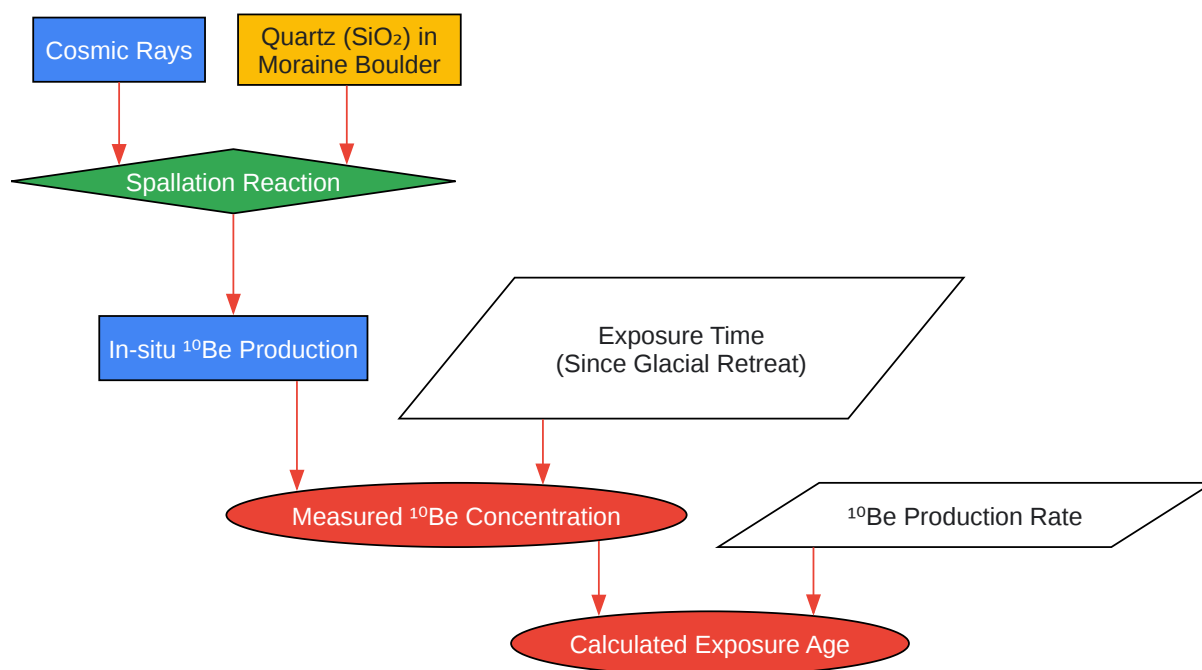 Cosmic Rays
Quartz (SiO₂) in
Moraine Boulder
Spallation Reaction
In-situ ¹⁰Be Production
Exposure Time
(Since Glacial Retreat)
Measured ¹⁰Be Concentration
¹⁰Be Production Rate
Calculated Exposure Age